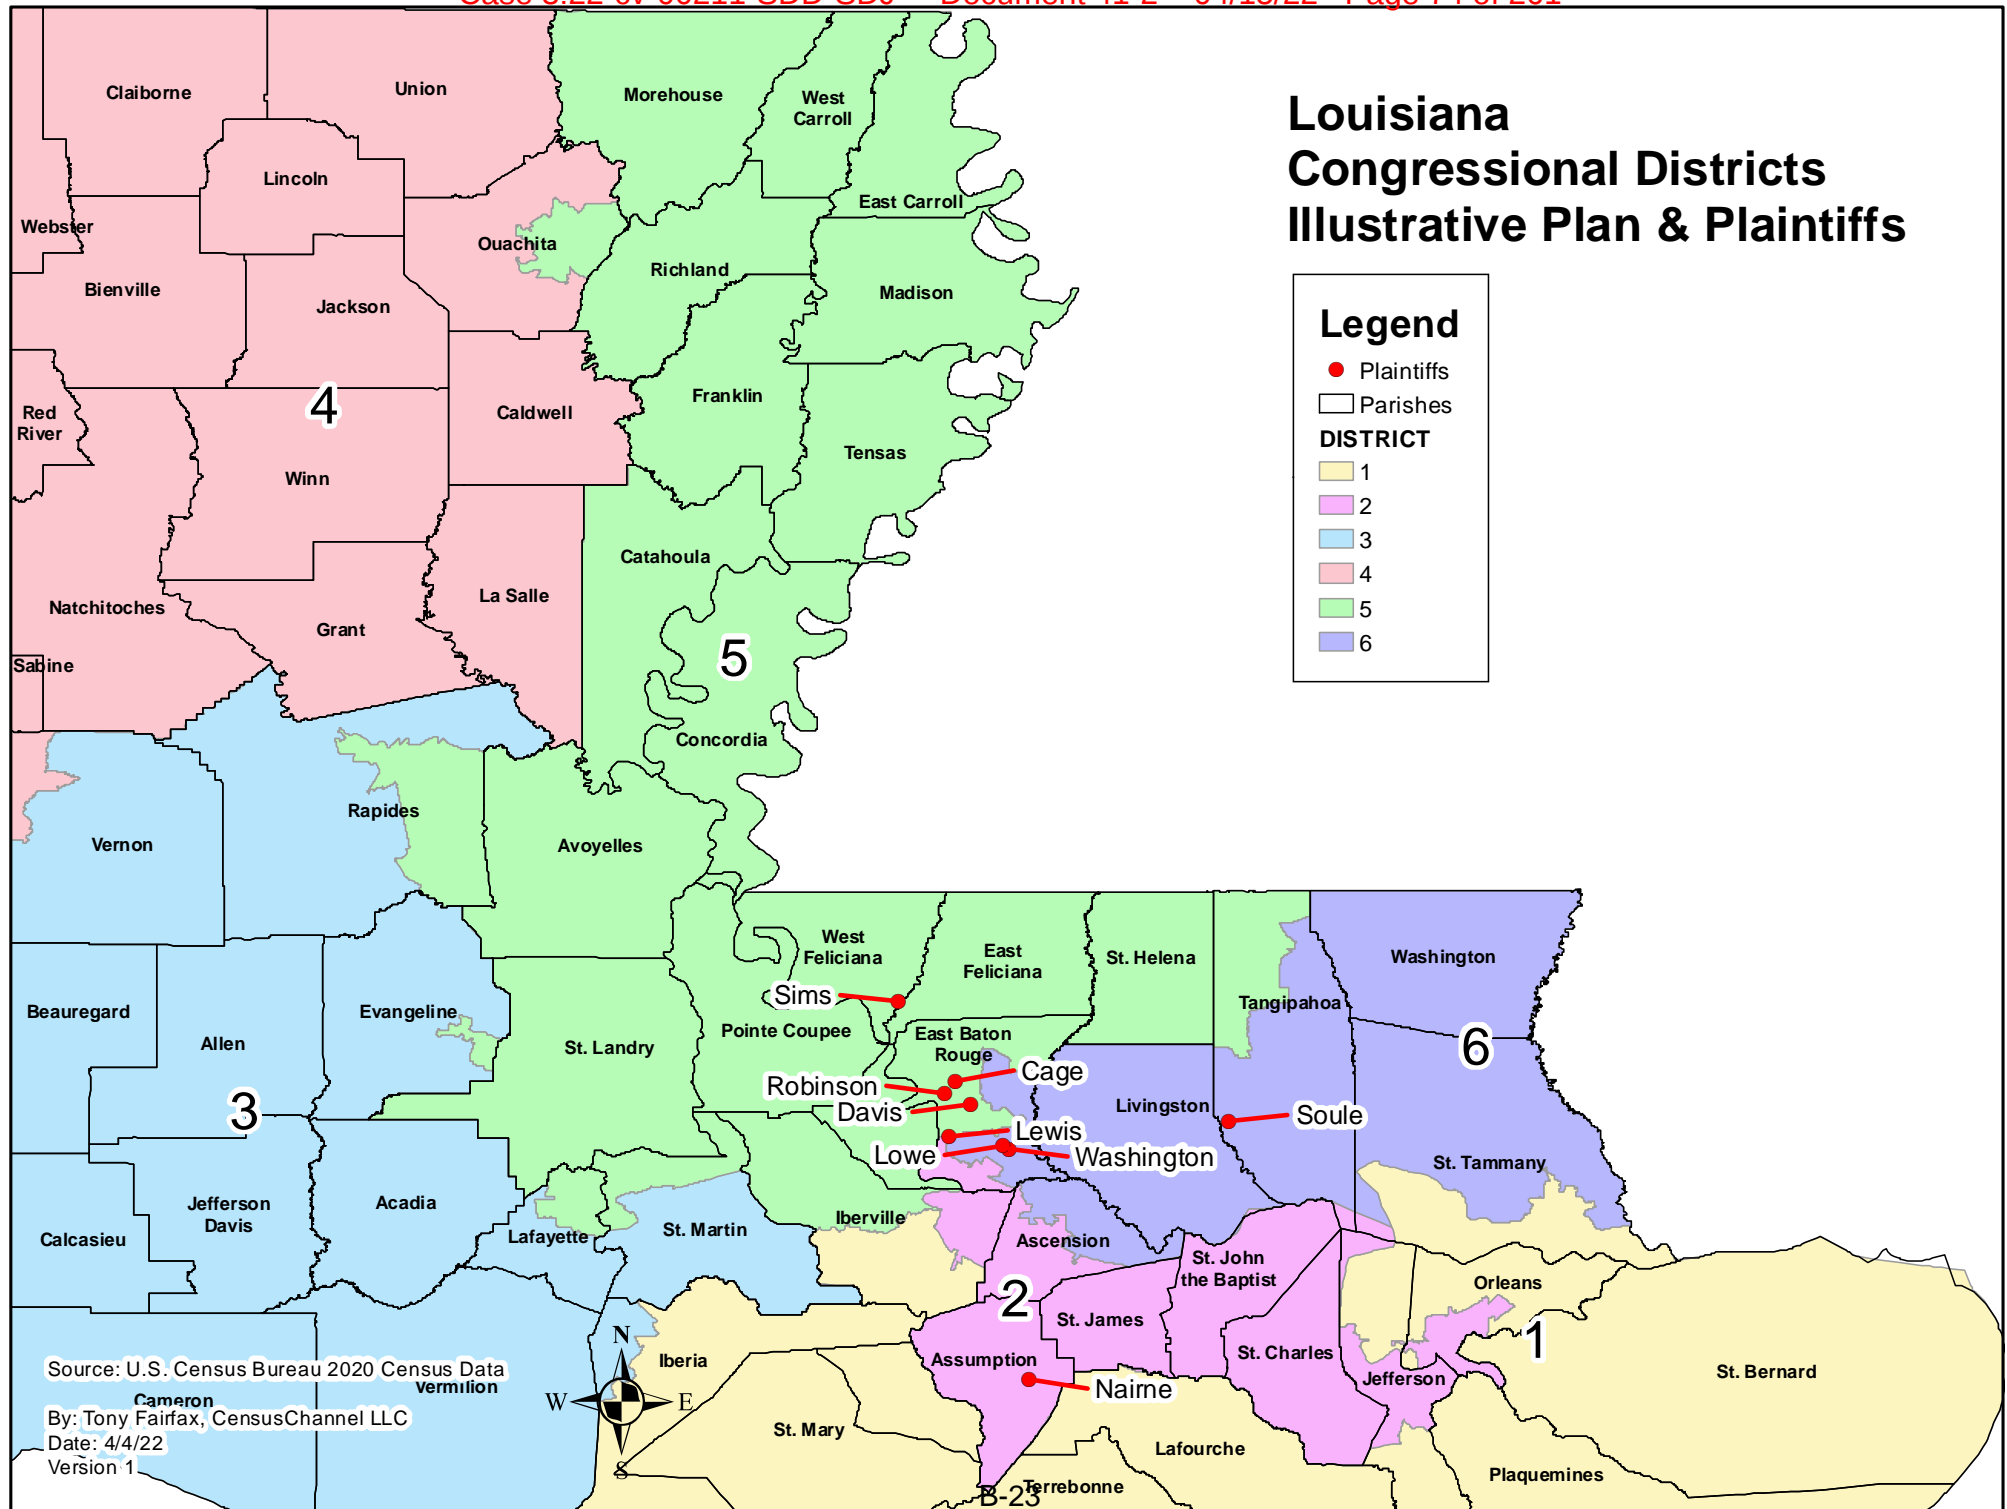 Louisiana
Congressional Districts
Illustrative Plan & Plaintiffs
Legend
Plaintiffs
Parishes
DISTRICT
1
2
3
4
5
6
Claiborne
Union
Morehouse
West
Carroll
Lincoln
East Carroll
Webster
Ouachita
Richland
Bienville
Jackson
Madison
Red
River
4
Caldwell
Franklin
Winn
Tensas
Catahoula
Natchitoches
La Salle
Grant
5
Sabine
Concordia
Rapides
Vernon
Avoyelles
West
Feliciana
East
Feliciana
St. Helena
Washington
Sims
Tangipahoa
Beauregard
Evangeline
Allen
St. Landry
Pointe Coupee
East Baton
Rouge
6
Cage
Robinson
Davis
3
Livingston
Soule
Lewis
Lowe
Washington
St. Tammany
Jefferson
Davis
Acadia
Calcasieu
Lafayette
St. Martin
Iberville
Ascension
St. John
the Baptist
Orleans
2
St. James
1
St. Charles
Iberia
Assumption
Jefferson
St. Bernard
Nairne
Cameron
Vermilion
St. Mary
Lafourche
Terrebonne
Plaquemines
N
W
E
S
Source: U.S. Census Bureau 2020 Census Data
By: Tony Fairfax, CensusChannel LLC
Date: 4/4/22
Version 1
B-23